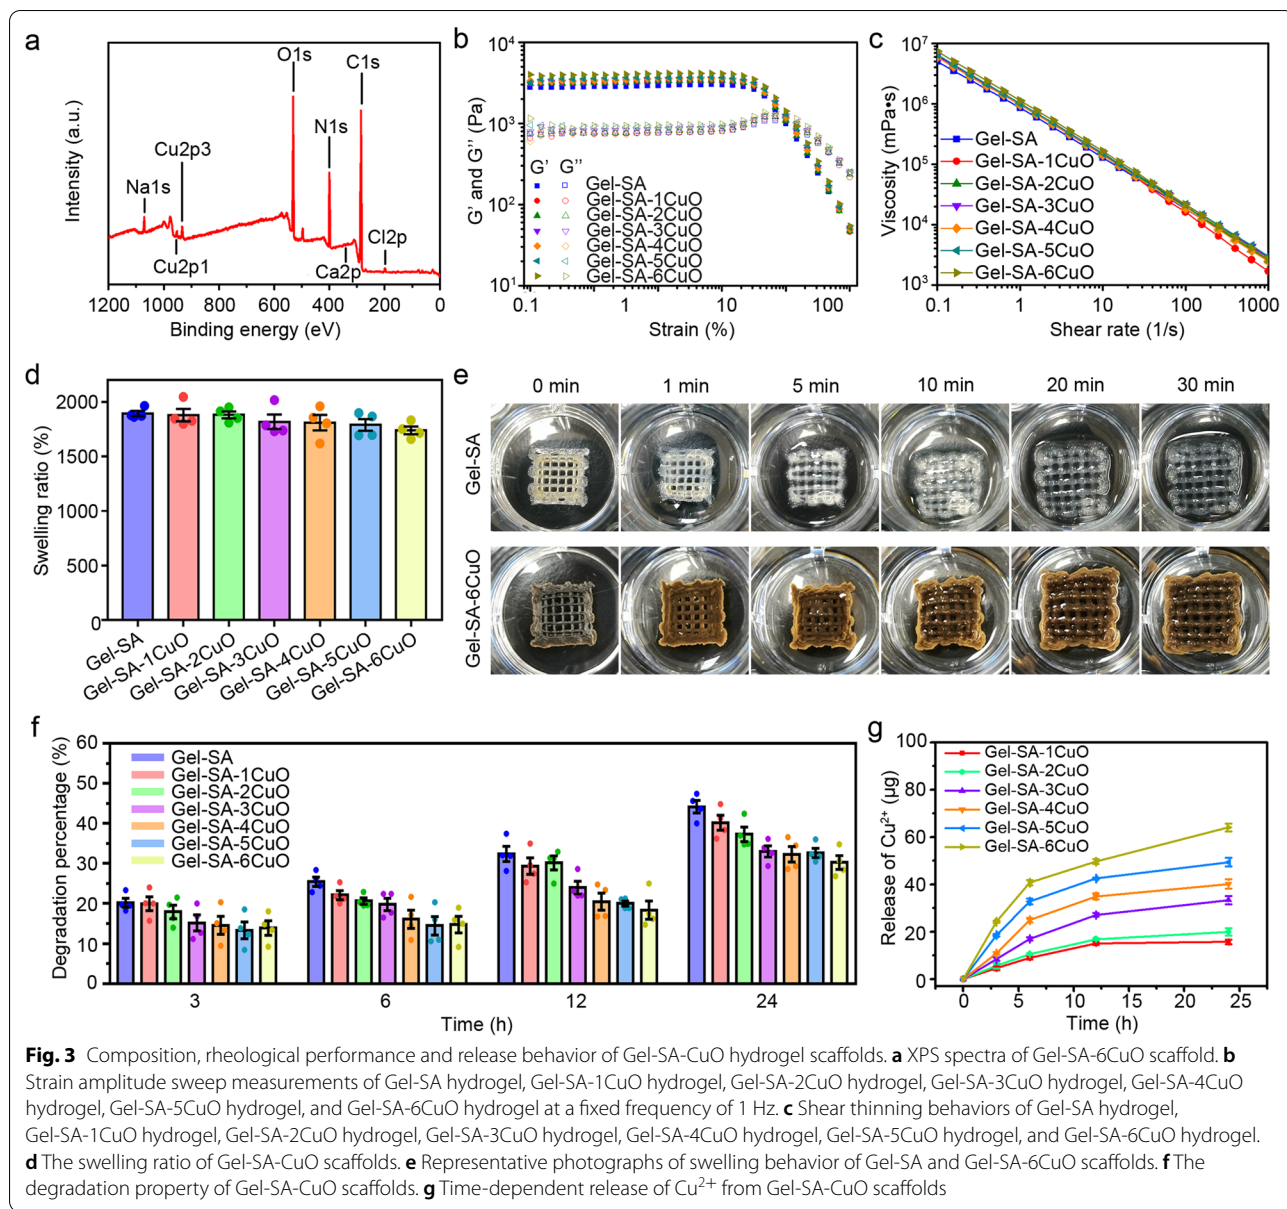 a
Intensity (a.u.)
O1s
C1s
N1s
Cu2p3
Na1s
Cu2p1
Ca2p
Cl2p
1200 1000 800 600 400 200 0
Binding energy (eV)
b
G' and G'' (Pa)
10⁴
10³
10²
10¹
G' G''
Gel-SA
Gel-SA-1CuO
Gel-SA-2CuO
Gel-SA-3CuO
Gel-SA-4CuO
Gel-SA-5CuO
Gel-SA-6CuO
0.1 1 10 100
Strain (%)
c
Viscosity (mPa•s)
10⁷
10⁶
10⁵
10⁴
10³
Gel-SA
Gel-SA-1CuO
Gel-SA-2CuO
Gel-SA-3CuO
Gel-SA-4CuO
Gel-SA-5CuO
Gel-SA-6CuO
0.1 1 10 100 1000
Shear rate (1/s)
d
Swelling ratio (%)
2000
1500
1000
500
0
Gel-SA
Gel-SA-1CuO
Gel-SA-2CuO
Gel-SA-3CuO
Gel-SA-4CuO
Gel-SA-5CuO
Gel-SA-6CuO
e
0 min 1 min 5 min 10 min 20 min 30 min
Gel-SA
Gel-SA-6CuO
f
Degradation percentage (%)
60
50
40
30
20
10
0
Gel-SA
Gel-SA-1CuO
Gel-SA-2CuO
Gel-SA-3CuO
Gel-SA-4CuO
Gel-SA-5CuO
Gel-SA-6CuO
3 6 12 24
Time (h)
g
Release of Cu²⁺ (μg)
100
80
60
40
20
0
Gel-SA-1CuO
Gel-SA-2CuO
Gel-SA-3CuO
Gel-SA-4CuO
Gel-SA-5CuO
Gel-SA-6CuO
0 5 10 15 20 25
Time (h)
Fig. 3 Composition, rheological performance and release behavior of Gel-SA-CuO hydrogel scaffolds. a XPS spectra of Gel-SA-6CuO scaffold. b
Strain amplitude sweep measurements of Gel-SA hydrogel, Gel-SA-1CuO hydrogel, Gel-SA-2CuO hydrogel, Gel-SA-3CuO hydrogel, Gel-SA-4CuO
hydrogel, Gel-SA-5CuO hydrogel, and Gel-SA-6CuO hydrogel at a fixed frequency of 1 Hz. c Shear thinning behaviors of Gel-SA hydrogel,
Gel-SA-1CuO hydrogel, Gel-SA-2CuO hydrogel, Gel-SA-3CuO hydrogel, Gel-SA-4CuO hydrogel, Gel-SA-5CuO hydrogel, and Gel-SA-6CuO hydrogel.
d The swelling ratio of Gel-SA-CuO scaffolds. e Representative photographs of swelling behavior of Gel-SA and Gel-SA-6CuO scaffolds. f The
degradation property of Gel-SA-CuO scaffolds. g Time-dependent release of Cu²⁺ from Gel-SA-CuO scaffolds